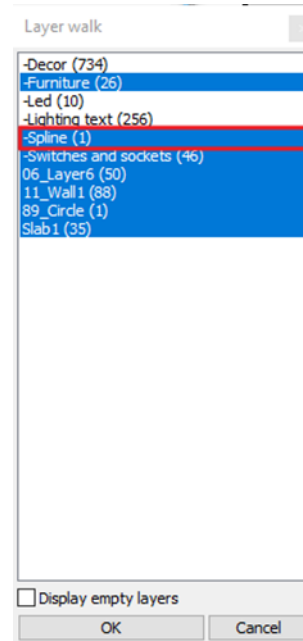 Layer walk
-Decor (734)
-Furniture (26)
-Led (10)
-Lighting text (256)
-Spline (1)
-Switches and sockets (46)
06_Layer6 (50)
11_Wall1 (88)
89_Circle (1)
Slab1 (35)
Display empty layers
OK
Cancel